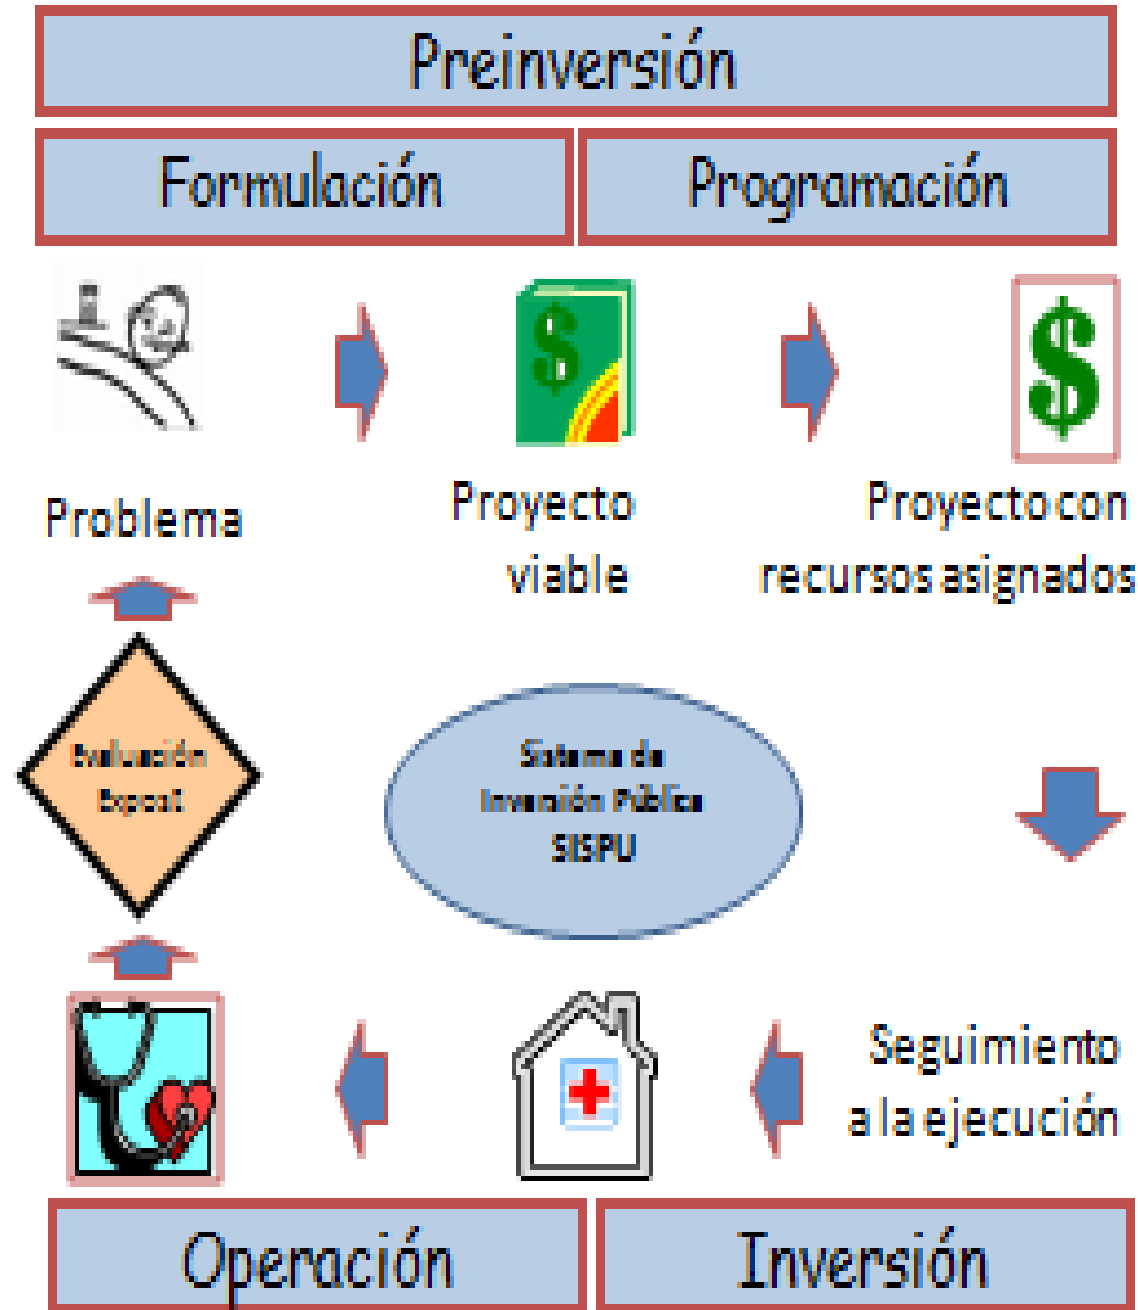 Preinversión
Formulación
Programación
Problema
Proyecto
viable
Proyecto con
recursos asignados
Evaluación
Expost
Sistema de
Inversión Pública
SISPU
$
$
Seguimiento
a la ejecución
Operación
Inversión